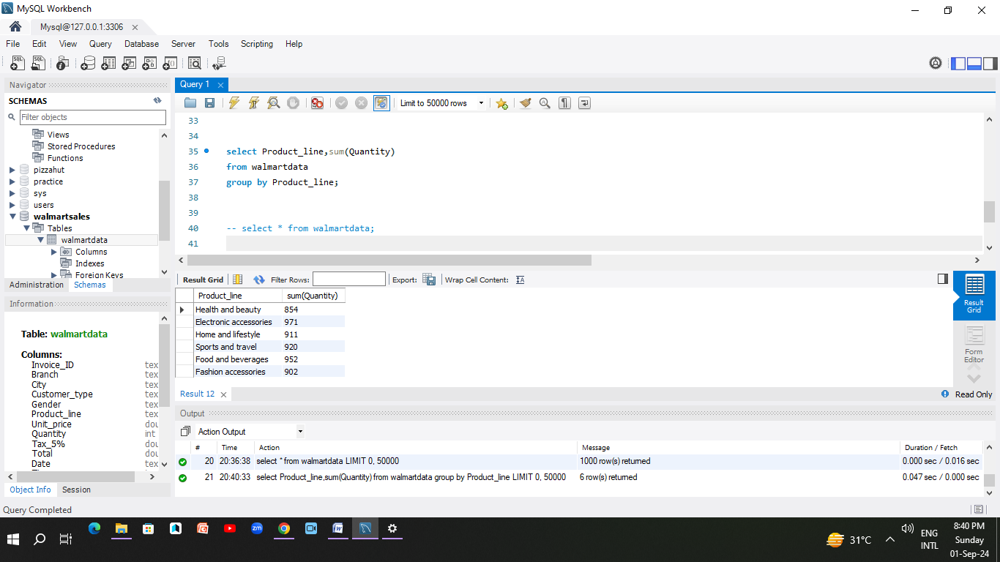 MySQL Workbench
Mysql@127.0.0.1:3306
File Edit View Query Database Server Tools Scripting Help
Navigator
SCHEMAS
Filter objects
Views
Stored Procedures
Functions
pizzahut
practice
sys
users
walmartsales
Tables
walmartdata
Columns
Indexes
Foreign Keys
Administration Schemas
Information
Table: walmartdata
Columns:
Invoice_ID tex
Branch tex
City tex
Customer_type tex
Gender tex
Product_line tex
Unit_price dou
Quantity int
Tax_5% dou
Total dou
Date tex
Object Info Session
Query 1
Limit to 50000 rows
33
34
35 select Product_line,sum(Quantity)
36 from walmartdata
37 group by Product_line;
38
39
40 -- select * from walmartdata;
41
Result Grid Filter Rows: Export: Wrap Cell Content:
Product_line sum(Quantity)
Health and beauty 854
Electronic accessories 971
Home and lifestyle 911
Sports and travel 920
Food and beverages 952
Fashion accessories 902
Result
Grid
Form
Editor
Result 12
Read Only
Output
Action Output
# Time Action Message Duration / Fetch
20 20:36:38 select * from walmartdata LIMIT 0, 50000 1000 row(s) returned 0.000 sec / 0.016 sec
21 20:40:33 select Product_line,sum(Quantity) from walmartdata group by Product_line LIMIT 0, 50000 6 row(s) returned 0.047 sec / 0.000 sec
Query Completed
zm
31°C
ENG
INTL
8:40 PM
Sunday
01-Sep-24